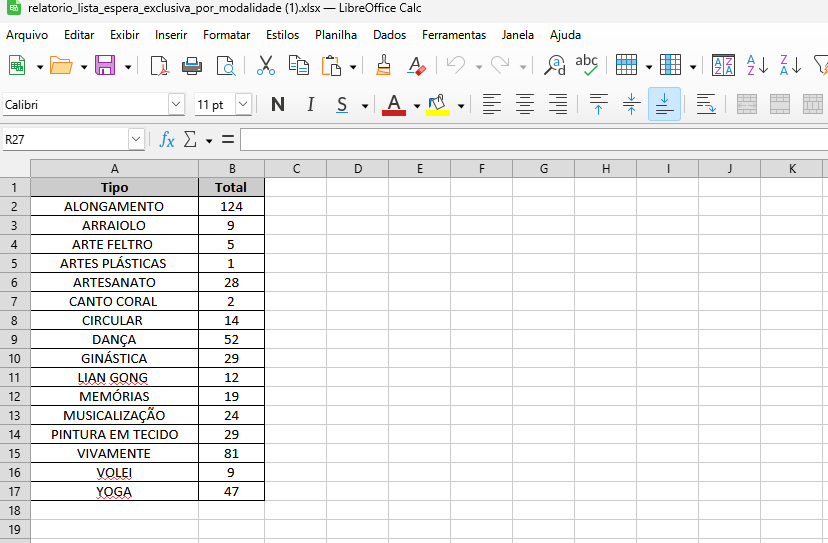 relatorio_lista_espera_exclusiva_por_modalidade (1).xlsx — LibreOffice Calc
Arquivo Editar Exibir Inserir Formatar Estilos Planilha Dados Ferramentas Janela Ajuda
Calibri 11 pt N I S A
R27 fx Σ =
A B C D E F G H I J K
1 Tipo Total
2 ALONGAMENTO 124
3 ARRAIOLO 9
4 ARTE FELTRO 5
5 ARTES PLÁSTICAS 1
6 ARTESANATO 28
7 CANTO CORAL 2
8 CIRCULAR 14
9 DANÇA 52
10 GINÁSTICA 29
11 LIAN GONG 12
12 MEMÓRIAS 19
13 MUSICALIZAÇÃO 24
14 PINTURA EM TECIDO 29
15 VIVAMENTE 81
16 VOLEI 9
17 YOGA 47
18
19